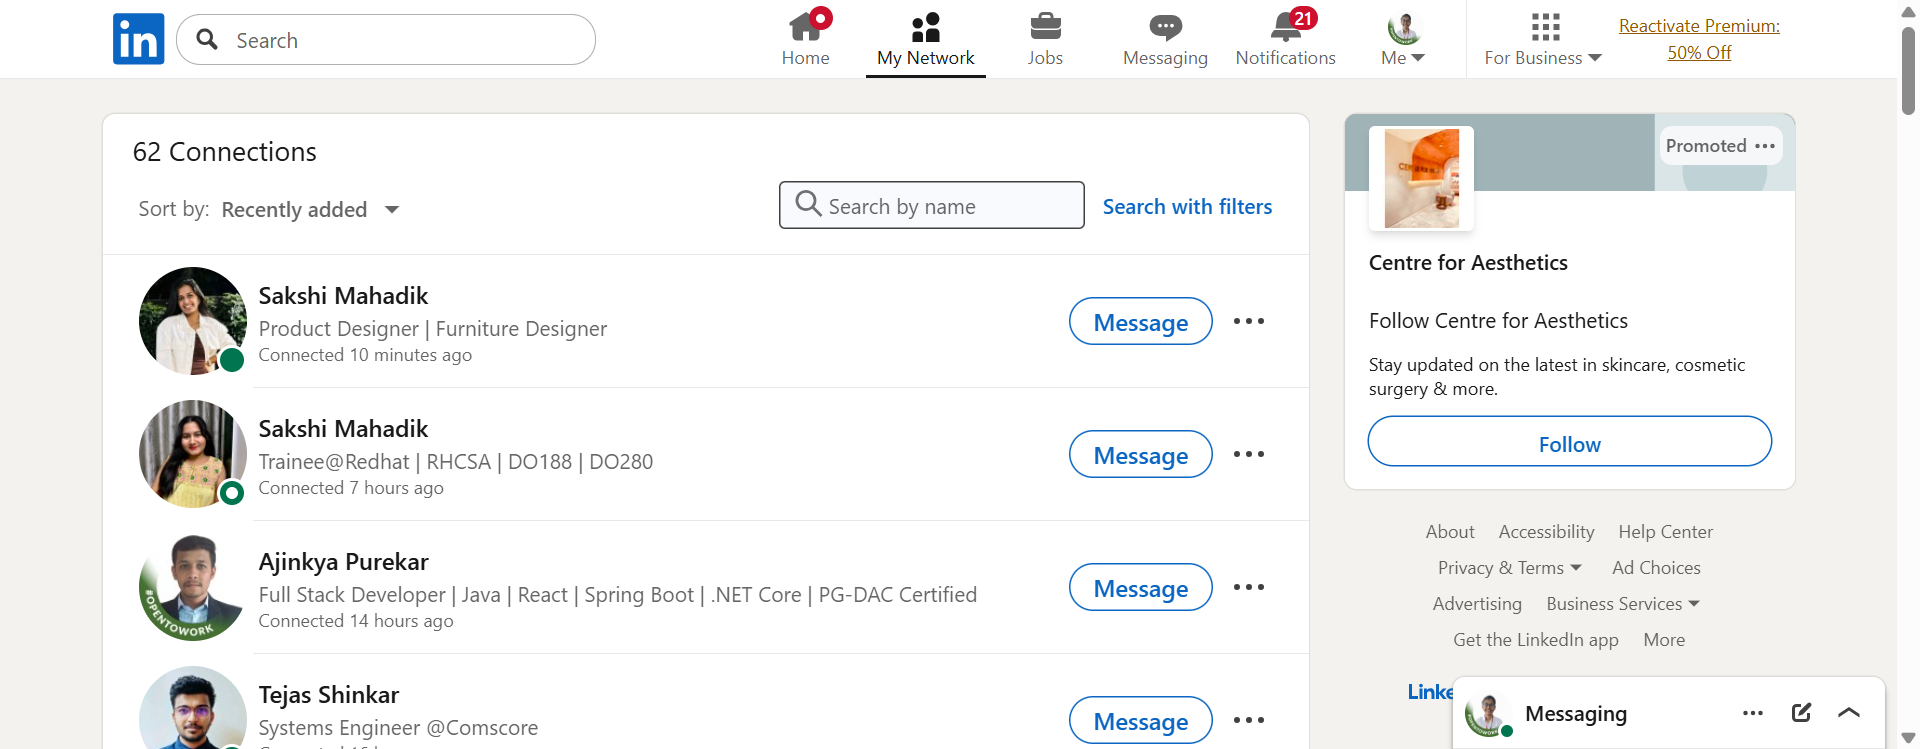 in
Search
Home
My Network
Jobs
Messaging
21
Notifications
Me
For Business
Reactivate Premium:
50% Off
62 Connections
Sort by: Recently added
Search by name
Search with filters
Sakshi Mahadik
Product Designer | Furniture Designer
Connected 10 minutes ago
Message
Sakshi Mahadik
Trainee@Redhat | RHCSA | DO188 | DO280
Connected 7 hours ago
Message
#OPENTOWORK
Ajinkya Purekar
Full Stack Developer | Java | React | Spring Boot | .NET Core | PG-DAC Certified
Connected 14 hours ago
Message
Tejas Shinkar
Systems Engineer @Comscore
Message
Promoted
Centre for Aesthetics
Follow Centre for Aesthetics
Stay updated on the latest in skincare, cosmetic
surgery & more.
Follow
About Accessibility Help Center
Privacy & Terms Ad Choices
Advertising Business Services
Get the LinkedIn app More
Linke
Messaging